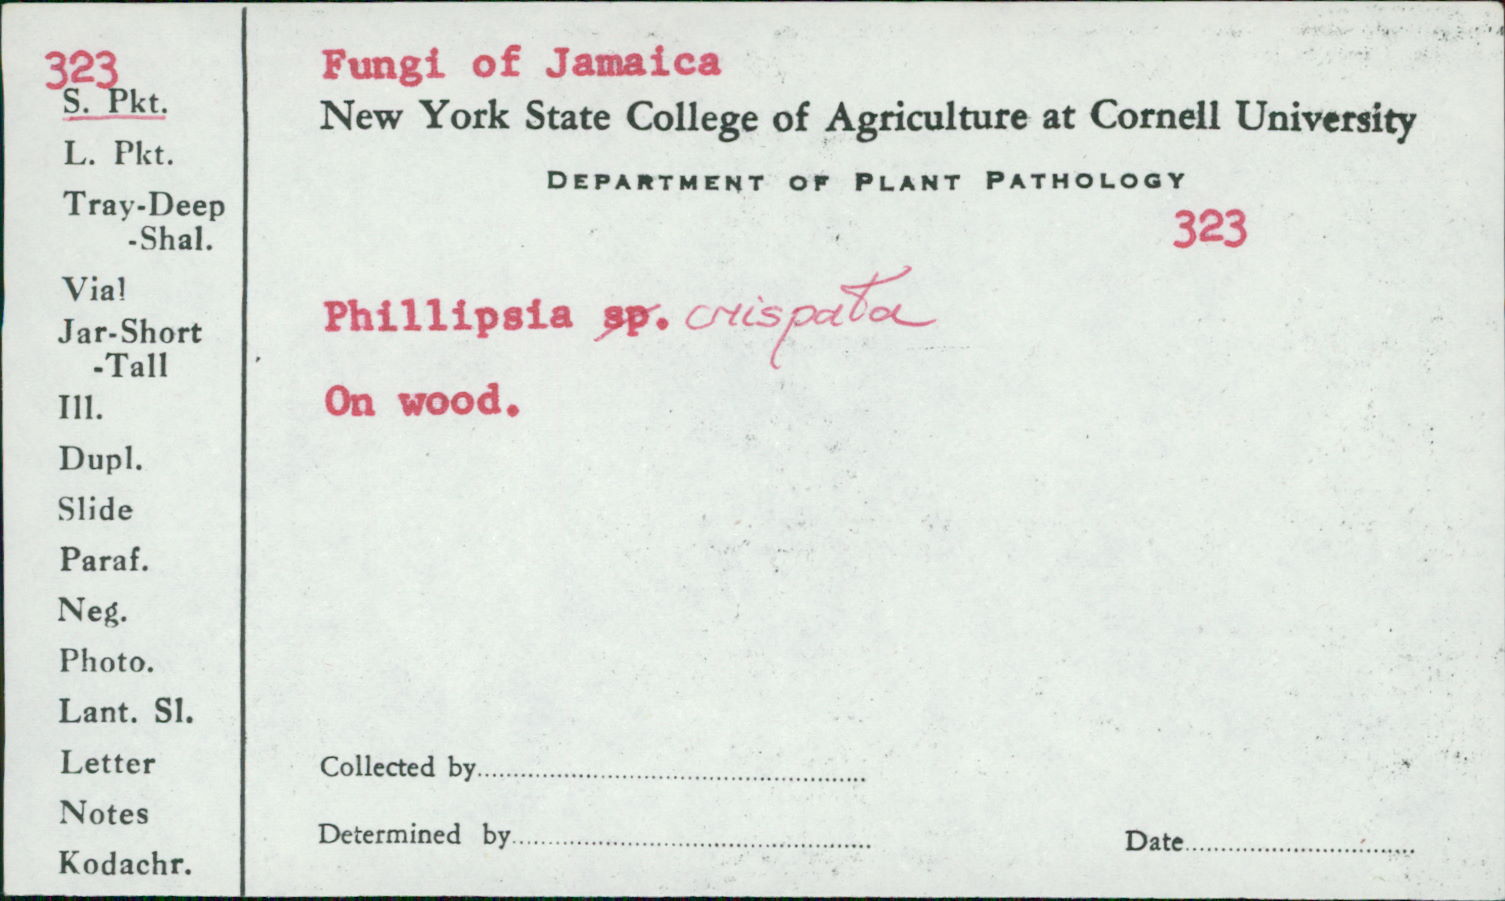 323
S. Pkt.
L. Pkt.
Tray-Deep
-Shal.
Vial
Jar-Short
-Tall
Ill.
Dupl.
Slide
Paraf.
Neg.
Photo.
Lant. Sl.
Letter
Notes
Kodachr.
Fungi of Jamaica
New York State College of Agriculture at Cornell University
DEPARTMENT OF PLANT PATHOLOGY
323
Phillipsia sp. crispata
On wood.
Collected by
Determined by
Date